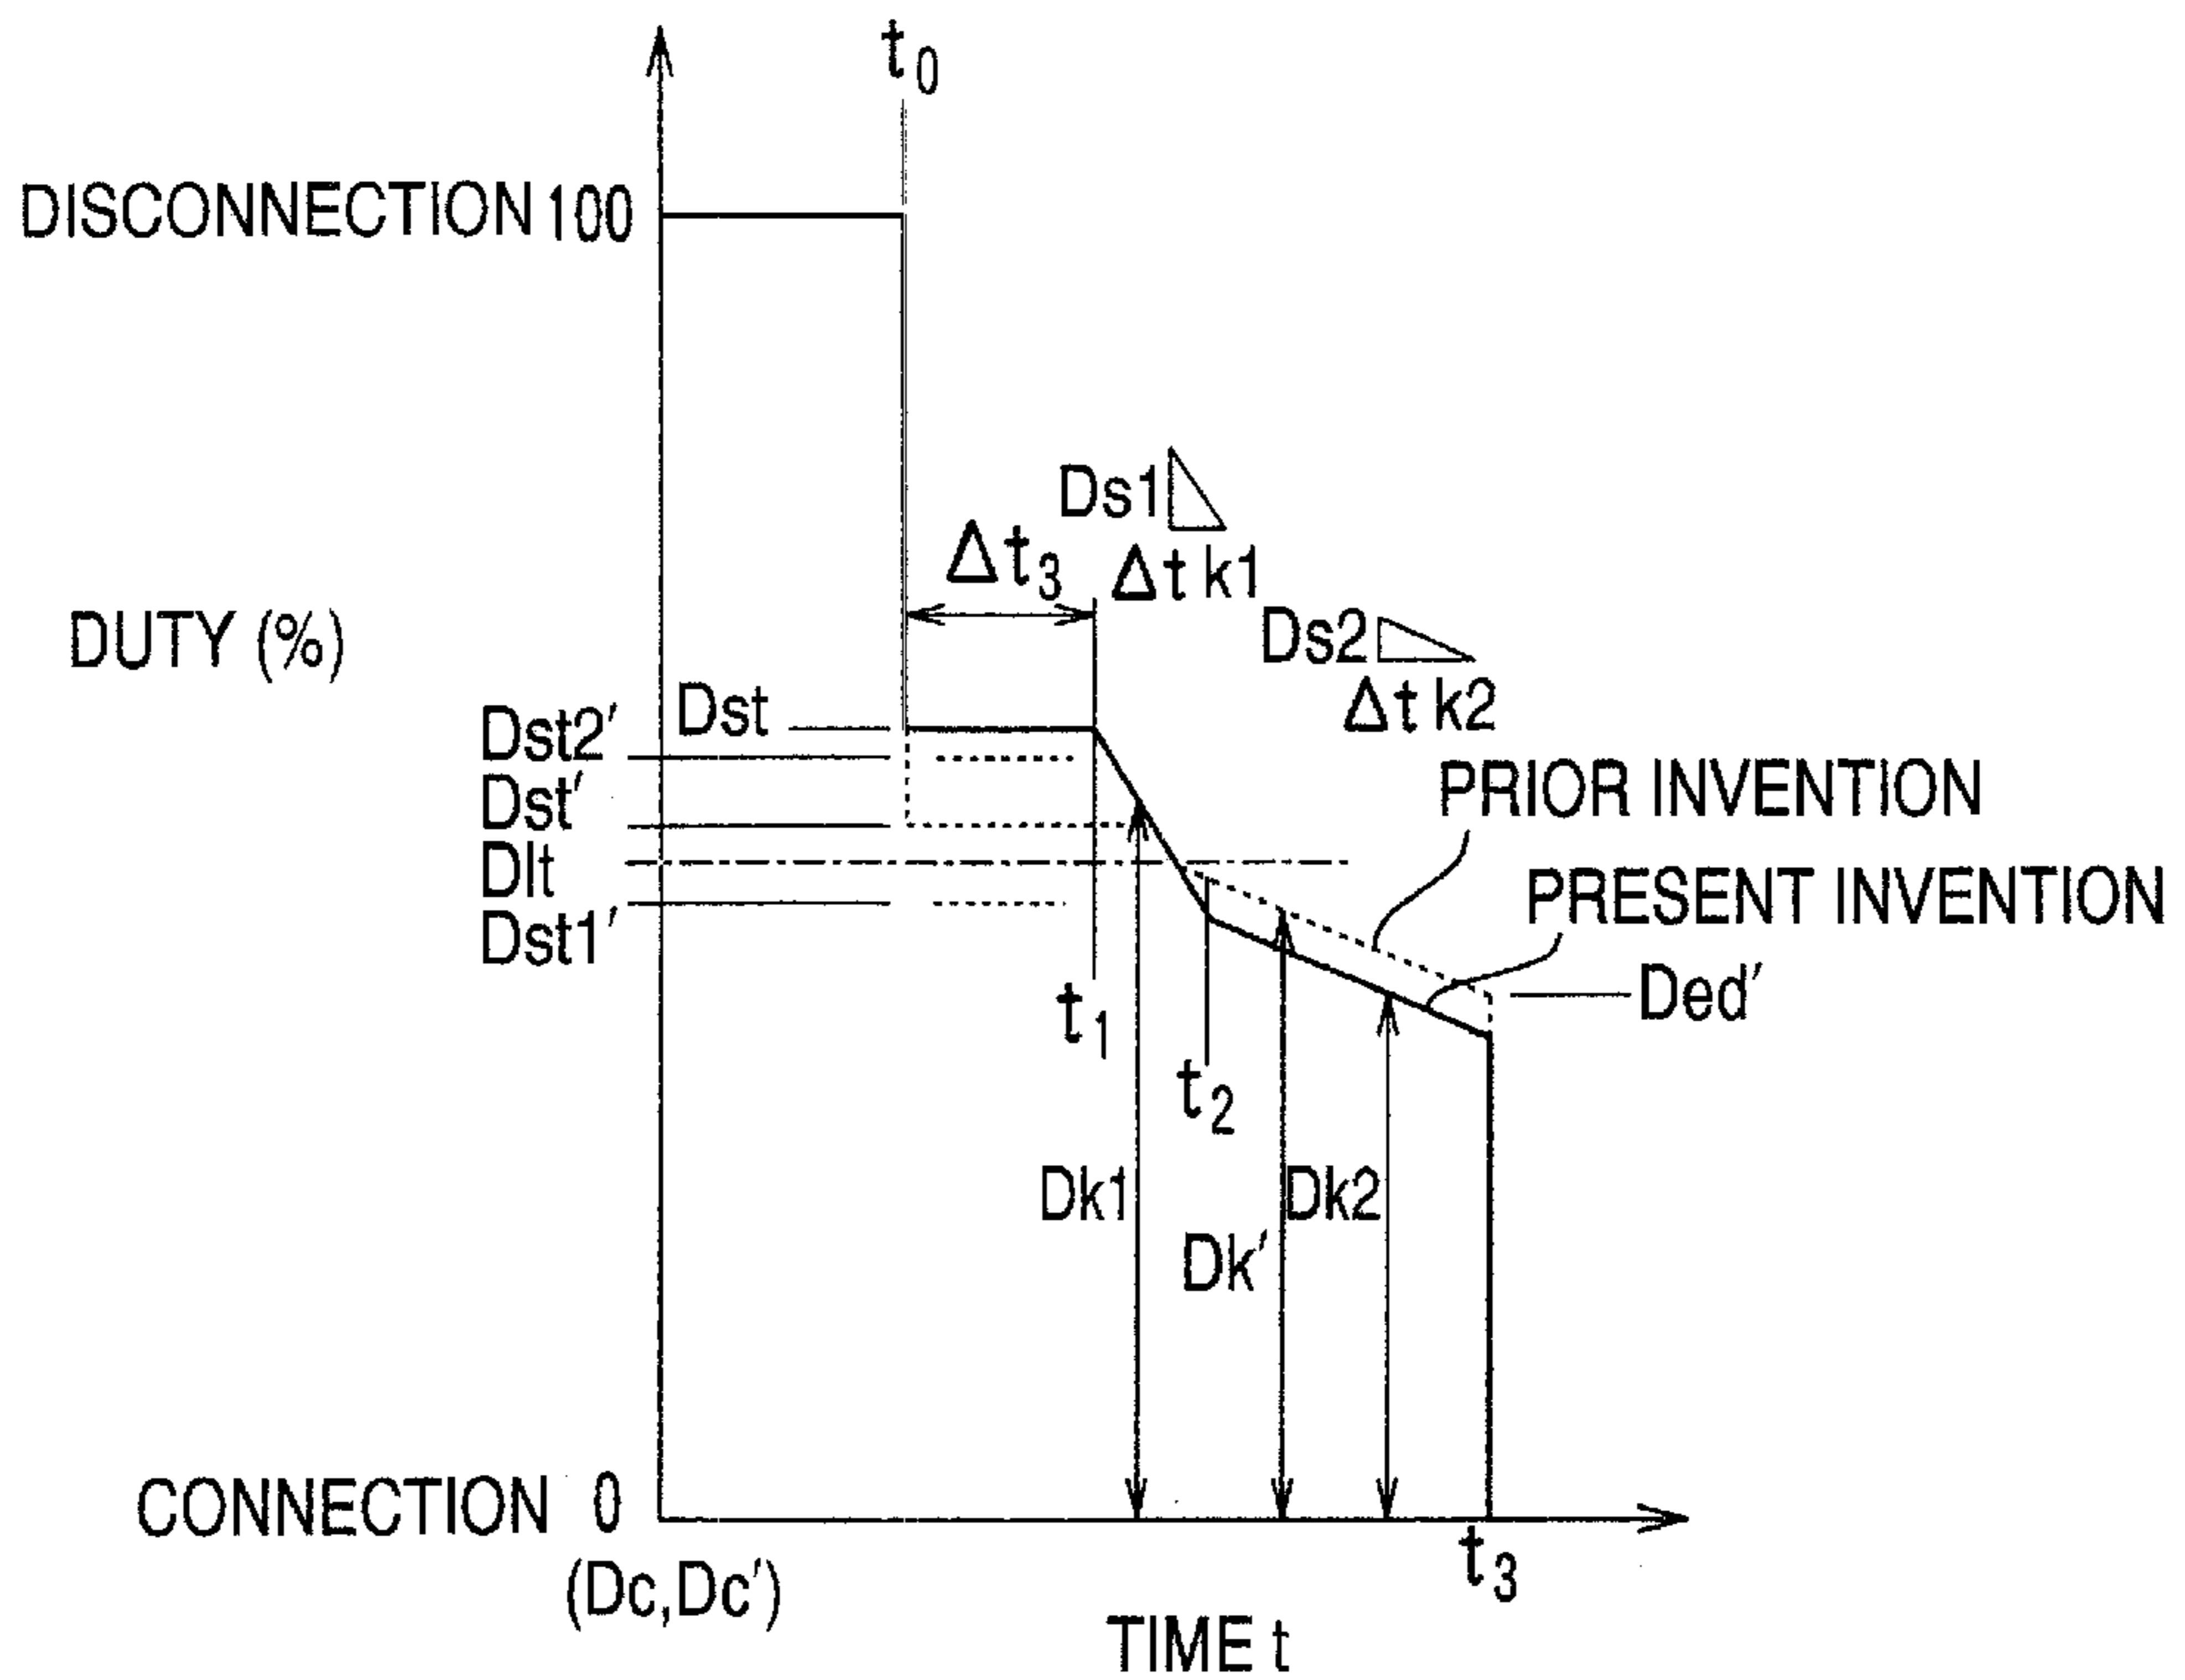 t0
DISCONNECTION 100
Ds1
Δt3
Δt k1
DUTY (%)
Ds2
Δt k2
Dst
Dst2′
Dst′
Dlt
Dst1′
PRIOR INVENTION
PRESENT INVENTION
Ded′
t1
t2
Dk1
Dk2
Dk′
CONNECTION 0
(Dc,Dc′)
t3
TIME t